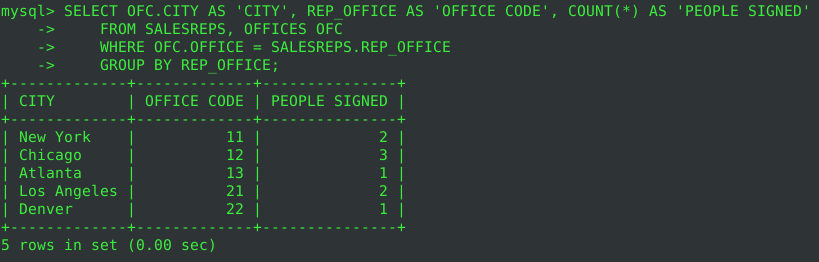 mysql> SELECT OFC.CITY AS 'CITY', REP_OFFICE AS 'OFFICE CODE', COUNT(*) AS 'PEOPLE SIGNED'
    ->     FROM SALESREPS, OFFICES OFC
    ->     WHERE OFC.OFFICE = SALESREPS.REP_OFFICE
    ->     GROUP BY REP_OFFICE;
+-------------+-------------+---------------+
| CITY        | OFFICE CODE | PEOPLE SIGNED |
+-------------+-------------+---------------+
| New York    |          11 |             2 |
| Chicago     |          12 |             3 |
| Atlanta     |          13 |             1 |
| Los Angeles |          21 |             2 |
| Denver      |          22 |             1 |
+-------------+-------------+---------------+
5 rows in set (0.00 sec)